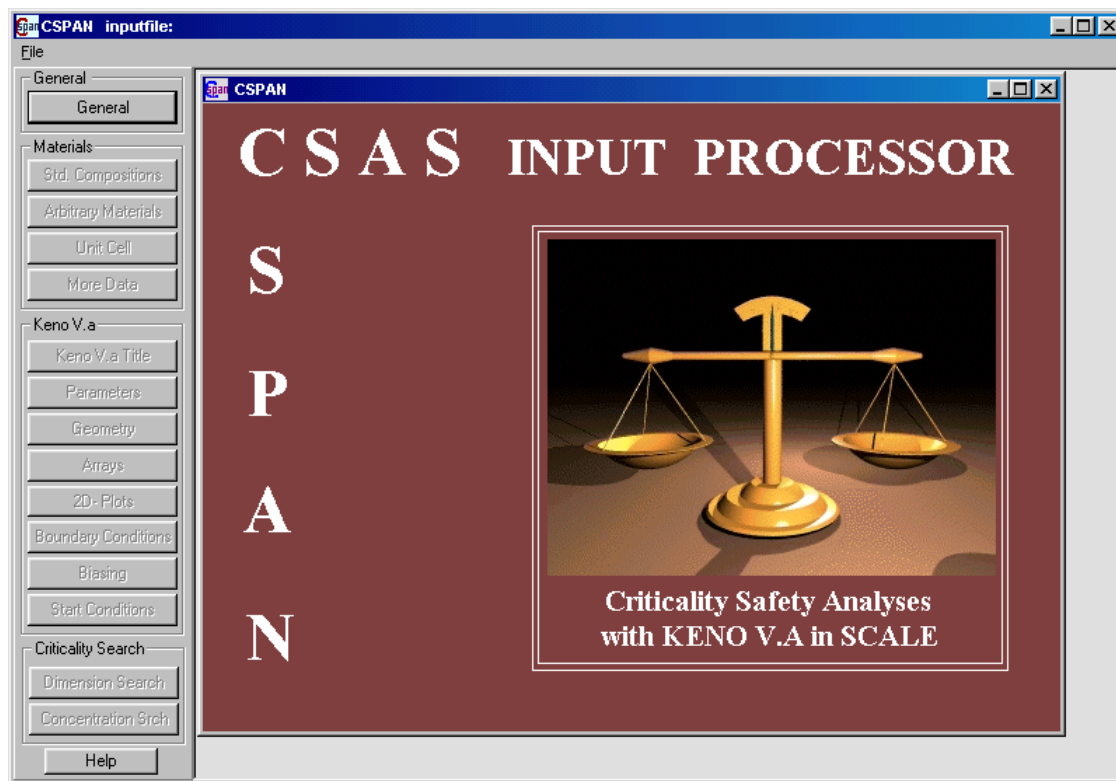 CSPAN inputfile:
File
General
General
Materials
Std. Compositions
Arbitrary Materials
Unit Cell
More Data
Keno V.a
Keno V.a Title
Parameters
Geometry
Arrays
2D- Plots
Boundary Conditions
Biasing
Start Conditions
Criticality Search
Dimension Search
Concentration Srch
Help
CSPAN
C S A S INPUT PROCESSOR
S
P
A
N
Criticality Safety Analyses
with KENO V.A in SCALE